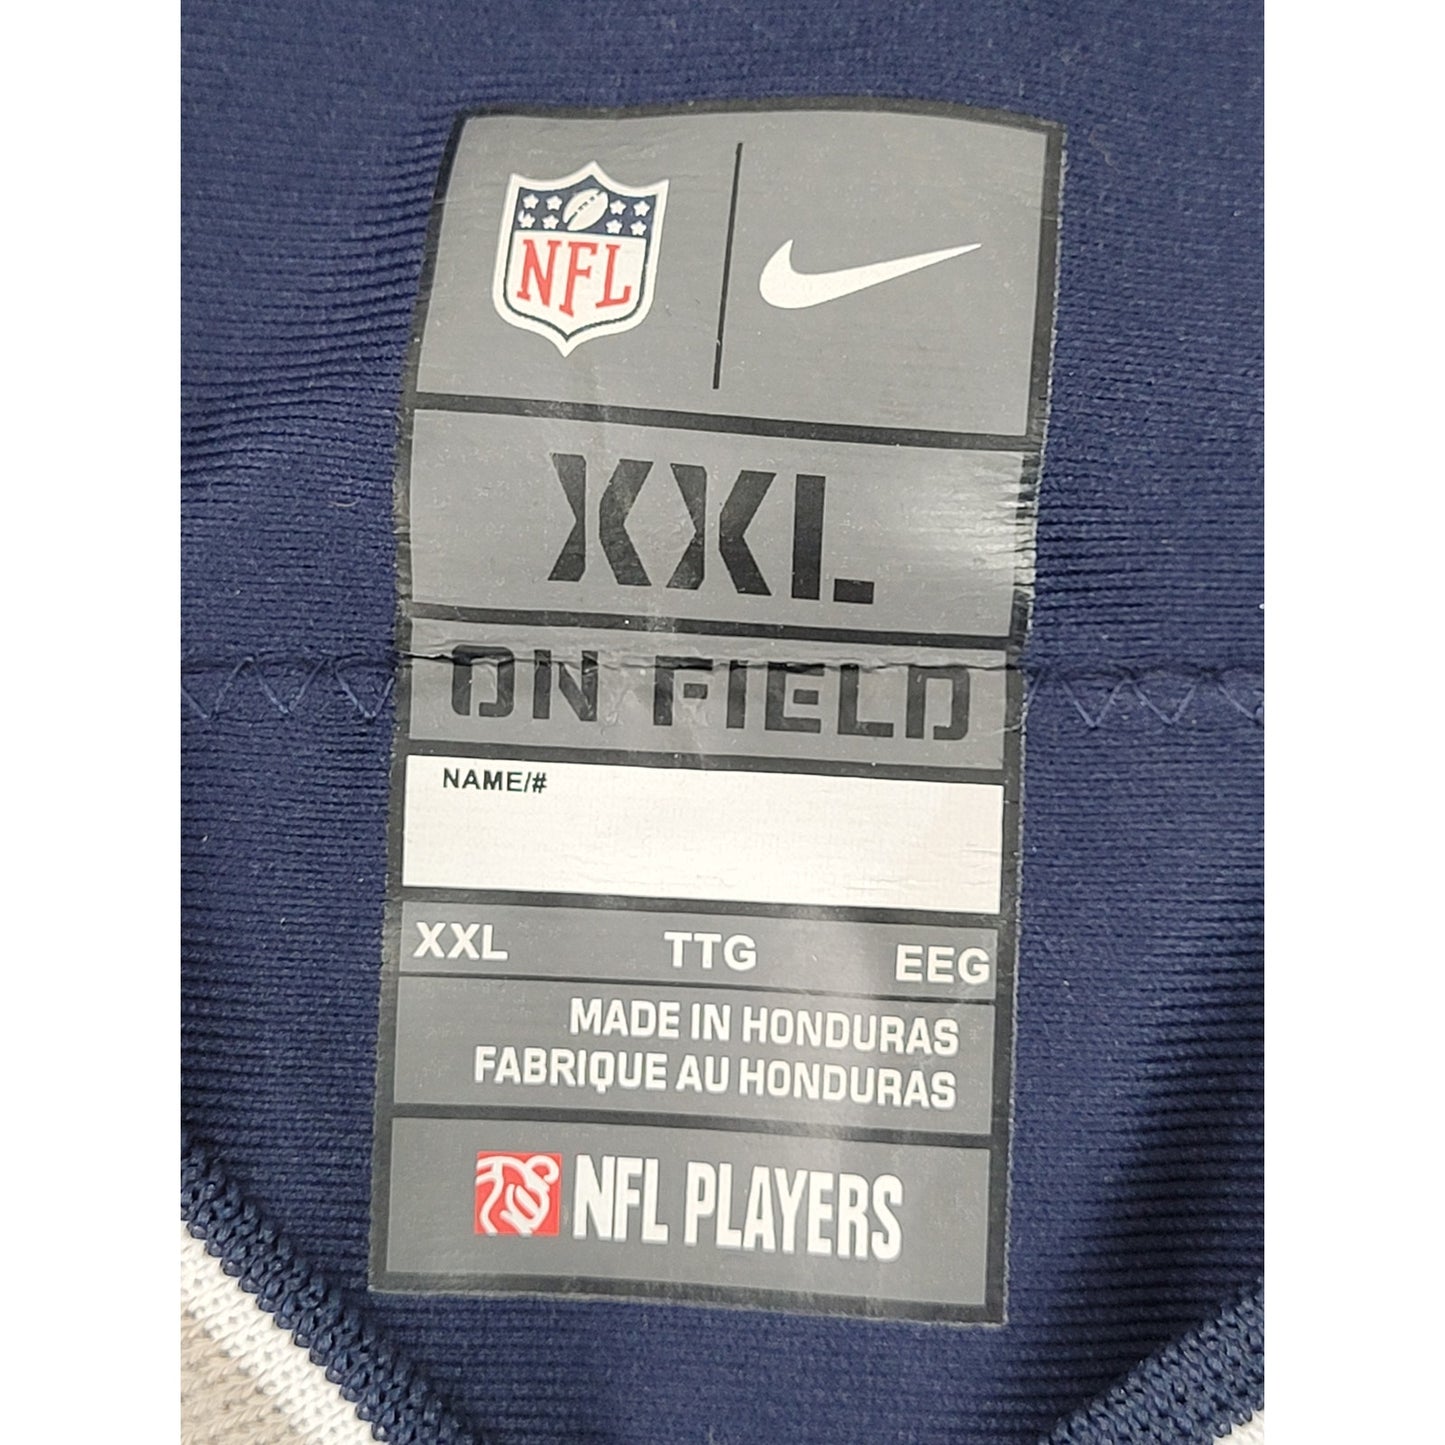 NFL
XXL
ON FIELD
NAME/#
XXL TTG EEG
MADE IN HONDURAS
FABRIQUE AU HONDURAS
NFL PLAYERS